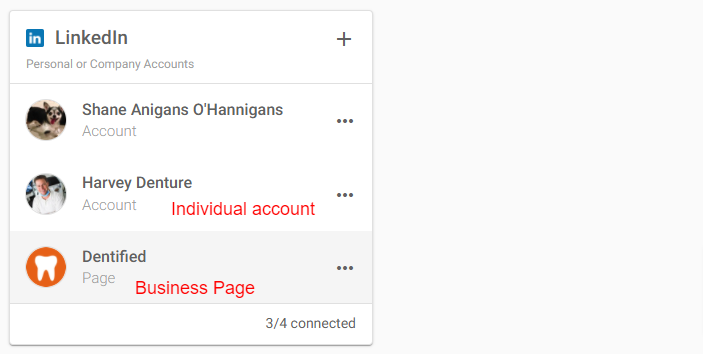 in LinkedIn
Personal or Company Accounts
Shane Anigans O'Hannigans
Account
Harvey Denture
Account
Individual account
Dentified
Page
Business Page
3/4 connected